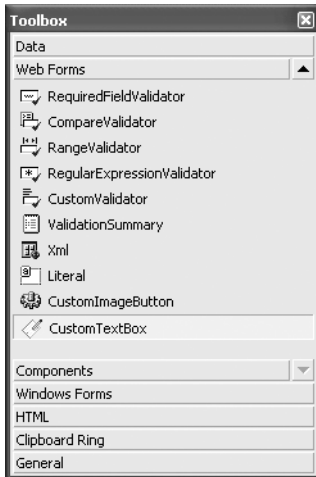 Toolbox
Data
Web Forms
RequiredFieldValidator
CompareValidator
RangeValidator
RegularExpressionValidator
CustomValidator
ValidationSummary
Xml
Literal
CustomImageButton
CustomTextBox
Components
Windows Forms
HTML
Clipboard Ring
General